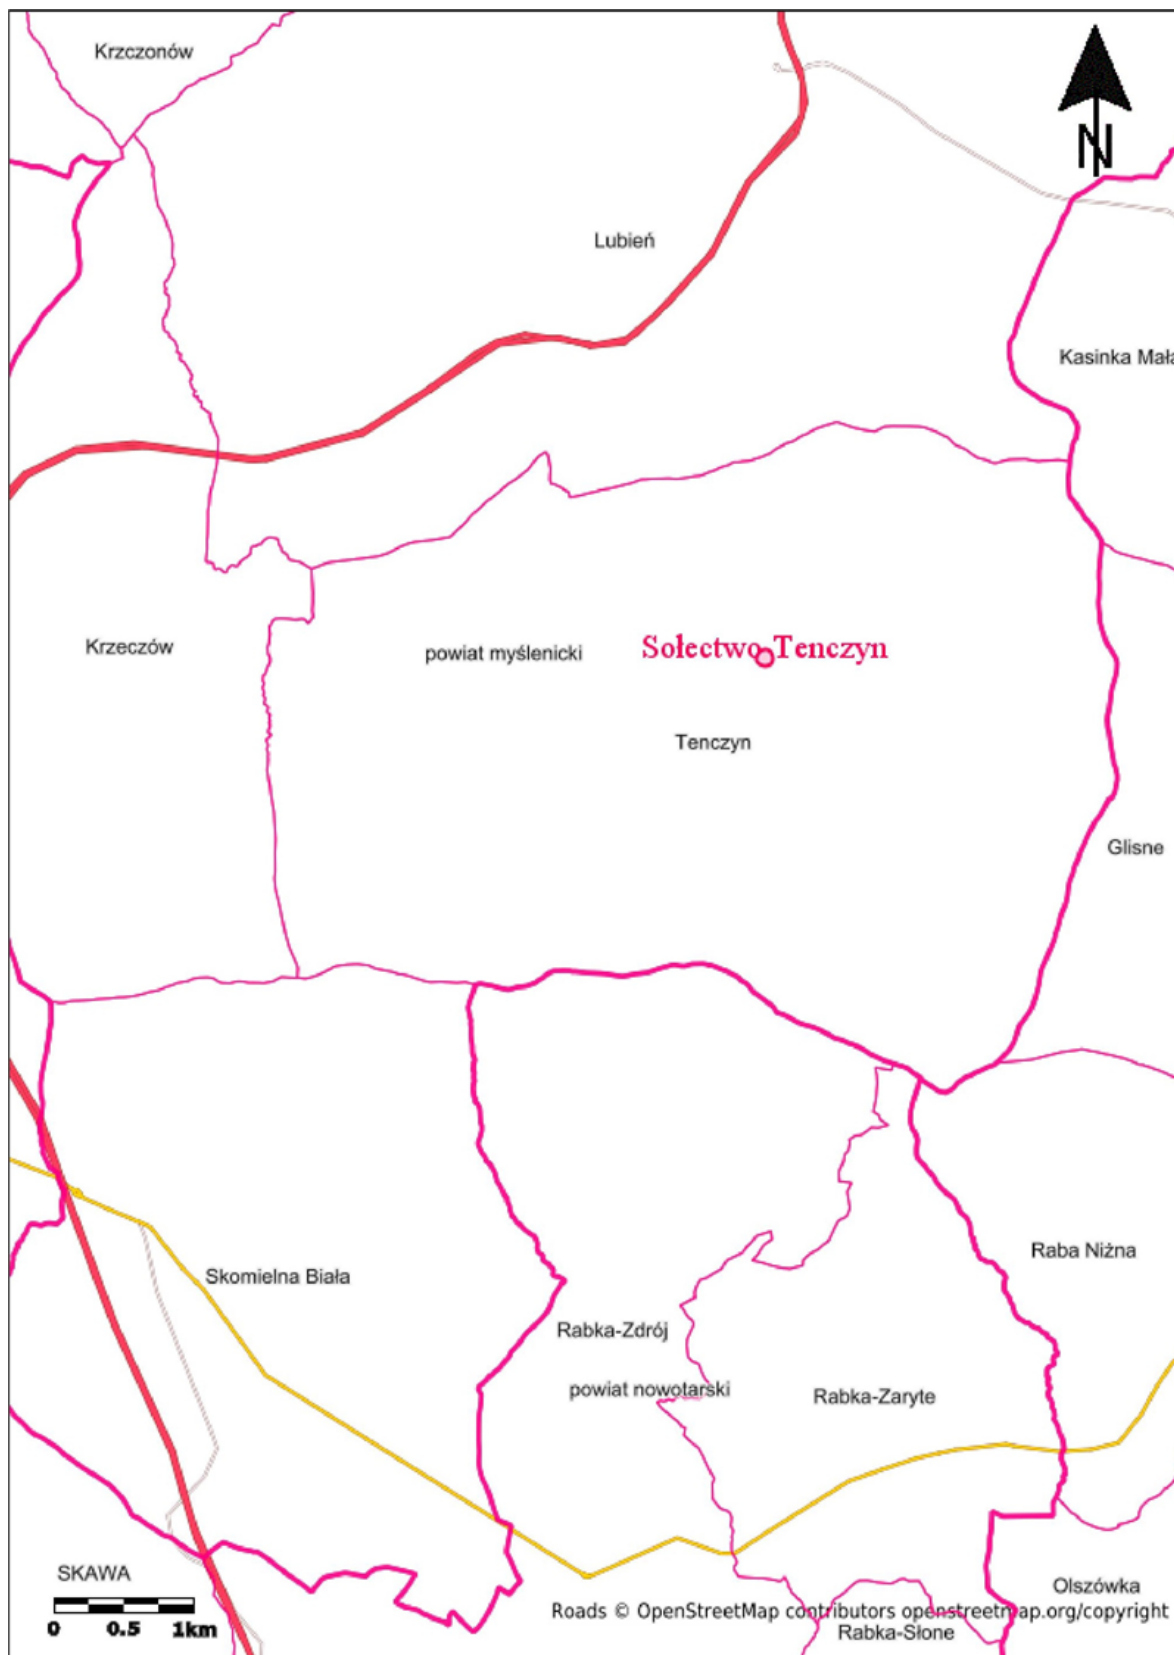 Krzczonów
N
Lubień
Kasinka Mała
Krzeczów
powiat myślenicki
Sołectwo Tenczyn
Tenczyn
Glisne
Raba Niżna
Skomielna Biała
Rabka-Zdrój
powiat nowotarski
Rabka-Zaryte
SKAWA
Olszówka
0 0.5 1km
Roads © OpenStreetMap contributors openstreetmap.org/copyright
Rabka-Słone